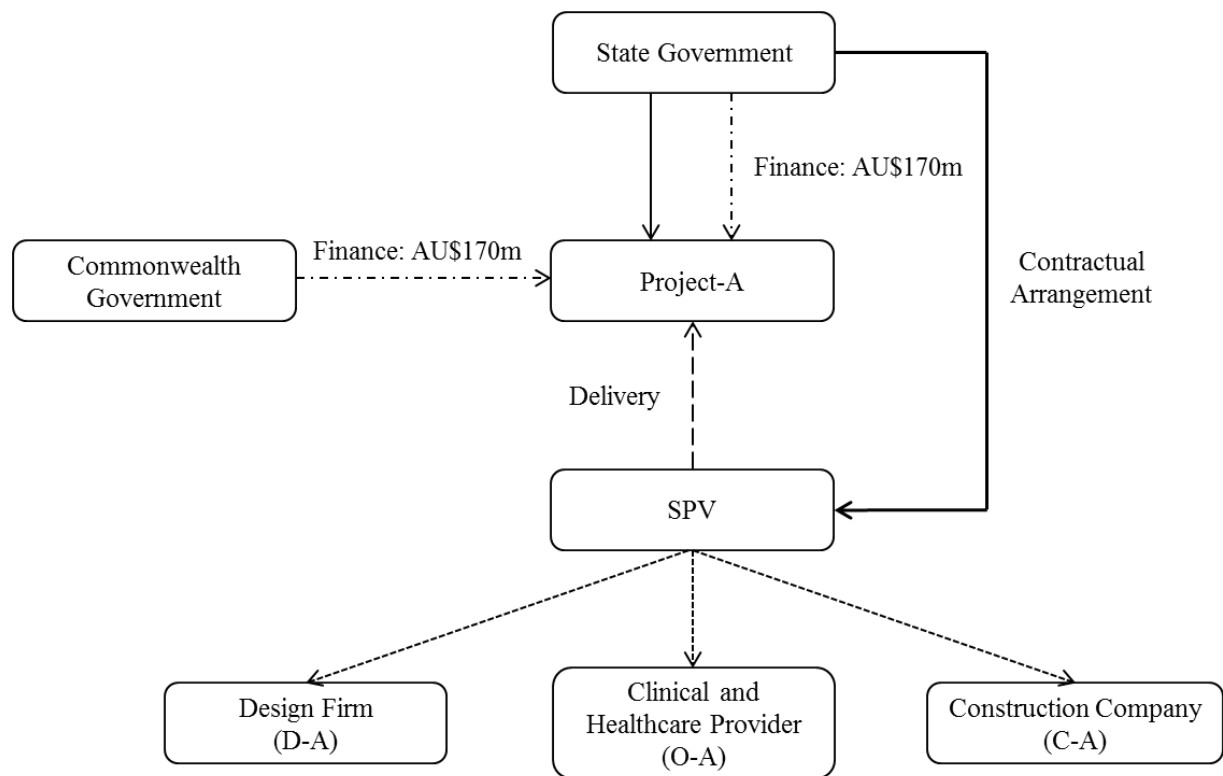 State Government
Finance: AU$170m
Finance: AU$170m
Commonwealth
Government
Project-A
Contractual
Arrangement
Delivery
SPV
Design Firm
(D-A)
Clinical and
Healthcare Provider
(O-A)
Construction Company
(C-A)